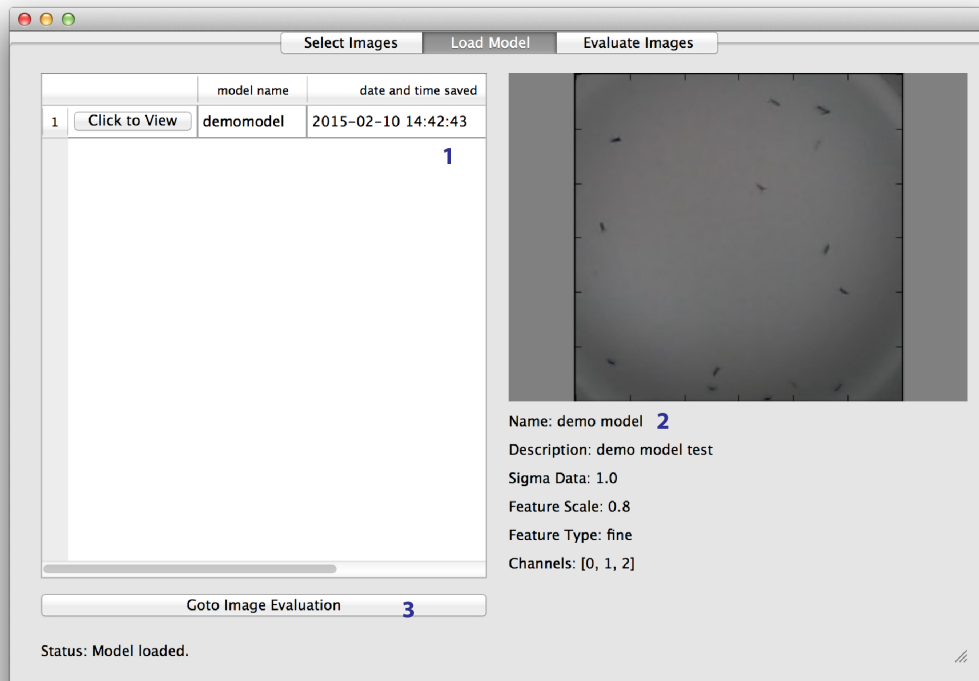 Select Images Load Model Evaluate Images
model name date and time saved
1 Click to View demomodel 2015-02-10 14:42:43
1
Name: demo model 2
Description: demo model test
Sigma Data: 1.0
Feature Scale: 0.8
Feature Type: fine
Channels: [0, 1, 2]
Goto Image Evaluation 3
Status: Model loaded.